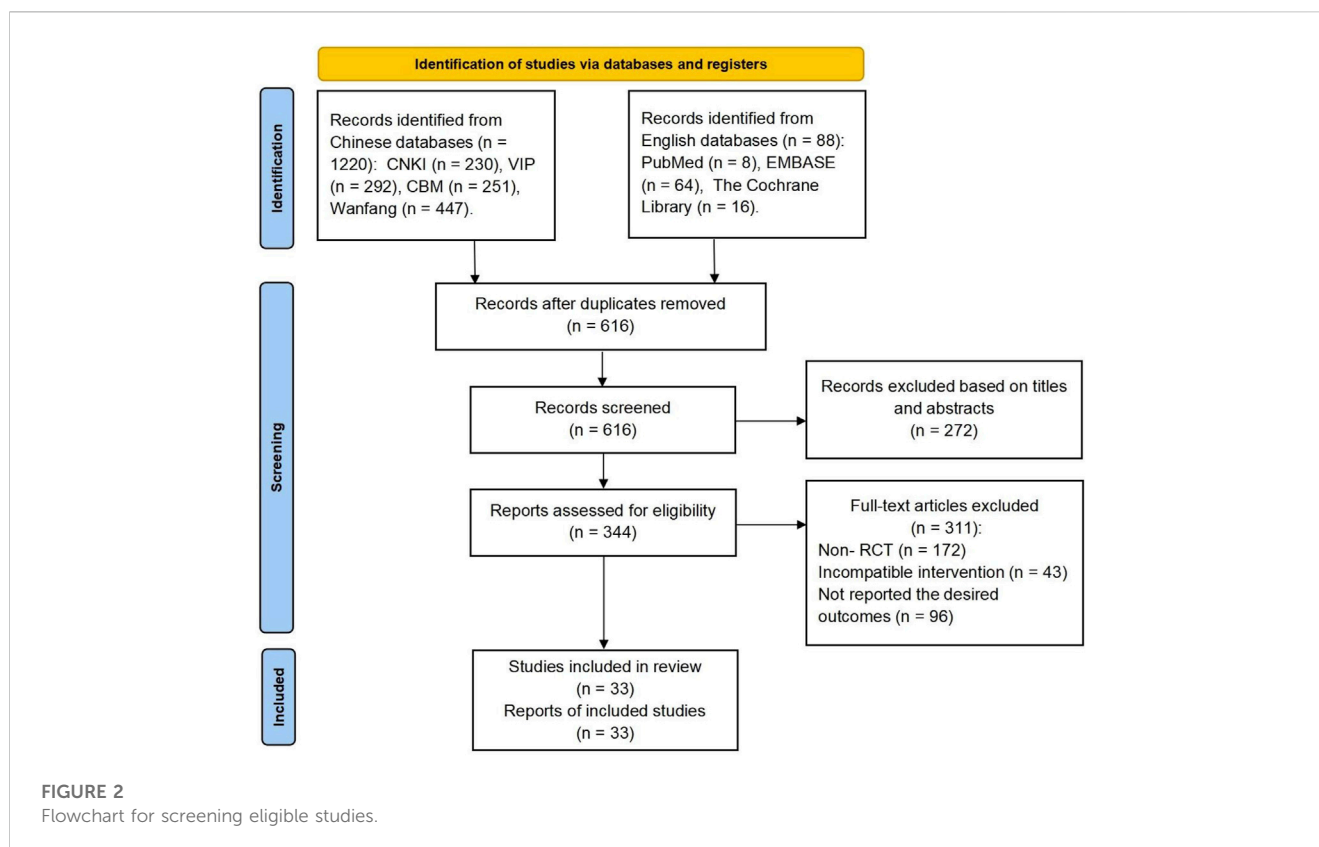 Identification of studies via databases and registers
Identification
Records identified from
Chinese databases (n =
1220): CNKI (n = 230), VIP
(n = 292), CBM (n = 251),
Wanfang (n = 447).
Records identified from
English databases (n = 88):
PubMed (n = 8), EMBASE
(n = 64), The Cochrane
Library (n = 16).
Screening
Records after duplicates removed
(n = 616)
Records screened
(n = 616)
Records excluded based on titles
and abstracts
(n = 272)
Reports assessed for eligibility
(n = 344)
Full-text articles excluded
(n = 311):
Non- RCT (n = 172)
Incompatible intervention (n = 43)
Not reported the desired
outcomes (n = 96)
Included
Studies included in review
(n = 33)
Reports of included studies
(n = 33)
FIGURE 2
Flowchart for screening eligible studies.